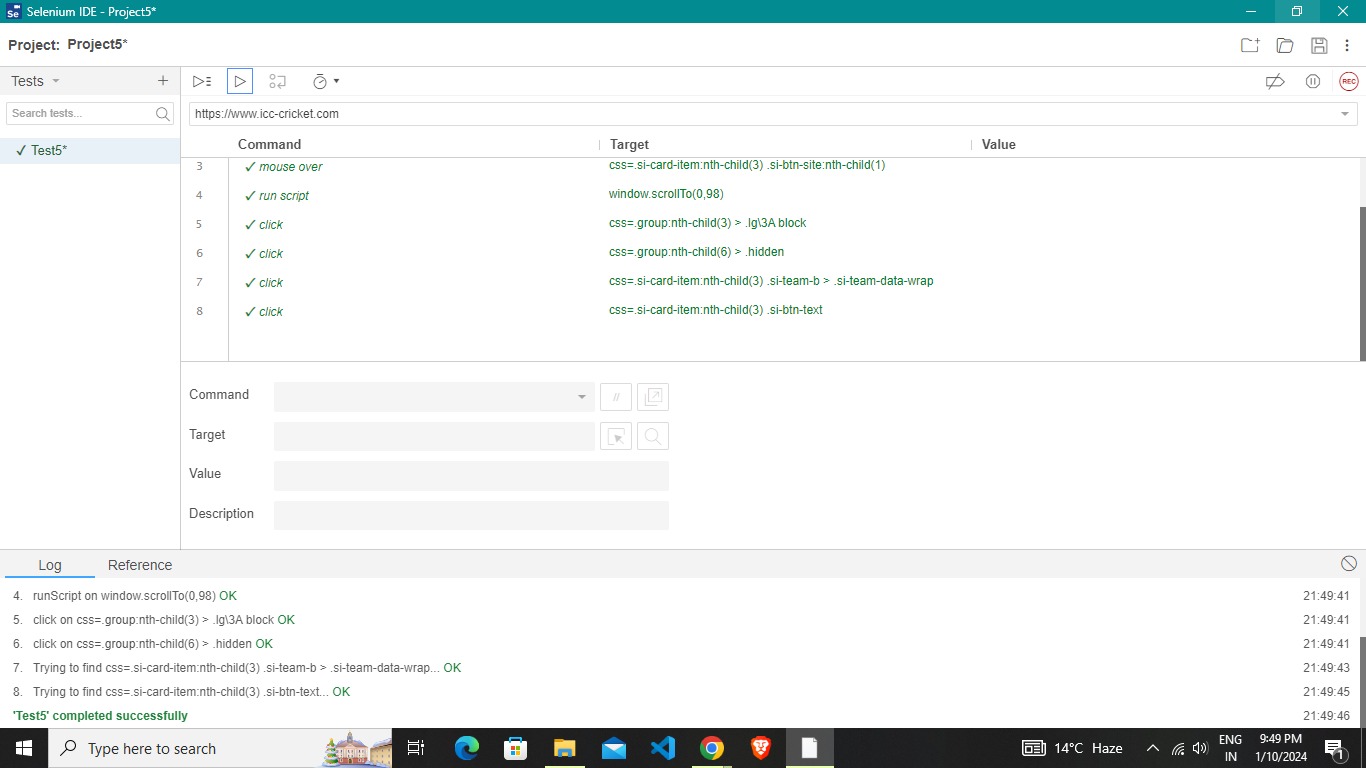 Selenium IDE - Project5*
Project: Project5*
Tests
Search tests...
✓ Test5*
REC
https://www.icc-cricket.com
Command Target Value
3 ✓ mouse over css=.si-card-item:nth-child(3) .si-btn-site:nth-child(1)
4 ✓ run script window.scrollTo(0,98)
5 ✓ click css=.group:nth-child(3) > .lg\3A block
6 ✓ click css=.group:nth-child(6) > .hidden
7 ✓ click css=.si-card-item:nth-child(3) .si-team-b > .si-team-data-wrap
8 ✓ click css=.si-card-item:nth-child(3) .si-btn-text
Command //
Target
Value
Description
Log Reference
4. runScript on window.scrollTo(0,98) OK 21:49:41
5. click on css=.group:nth-child(3) > .lg\3A block OK 21:49:41
6. click on css=.group:nth-child(6) > .hidden OK 21:49:41
7. Trying to find css=.si-card-item:nth-child(3) .si-team-b > .si-team-data-wrap... OK 21:49:43
8. Trying to find css=.si-card-item:nth-child(3) .si-btn-text... OK 21:49:45
'Test5' completed successfully 21:49:46
Type here to search
14°C Haze
ENG
IN
9:49 PM
1/10/2024
1